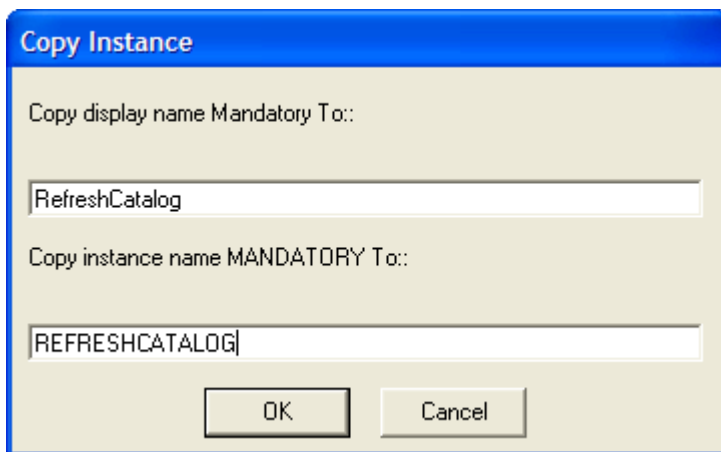 Copy Instance
Copy display name Mandatory To::
RefreshCatalog
Copy instance name MANDATORY To::
REFRESHCATALOG
OK
Cancel